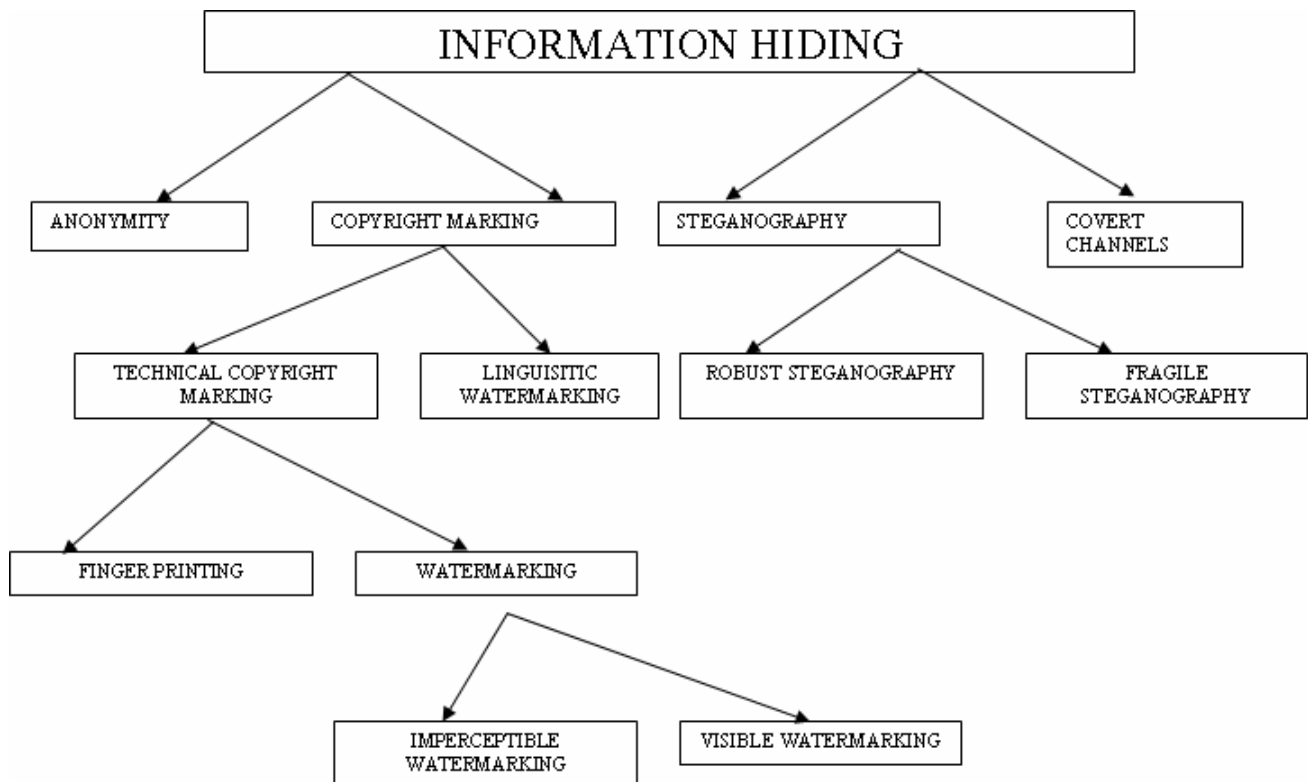 INFORMATION HIDING
ANONYMITY
COPYRIGHT MARKING
STEGANOGRAPHY
COVERT
CHANNELS
TECHNICAL COPYRIGHT
MARKING
LINGUISITIC
WATERMARKING
ROBUST STEGANOGRAPHY
FRAGILE
STEGANOGRAPHY
FINGER PRINTING
WATERMARKING
IMPERCEPTIBLE
WATERMARKING
VISIBLE WATERMARKING